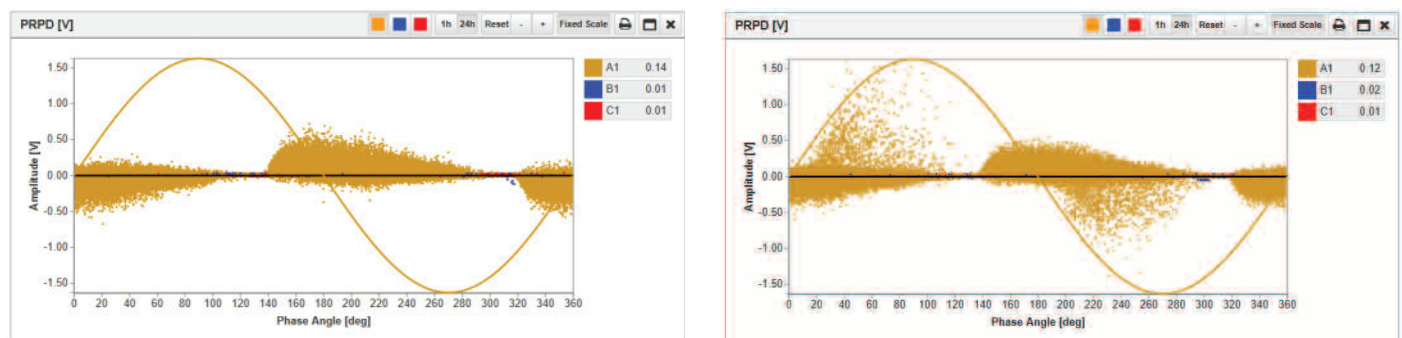 PRPD [V]
1h 24h Reset - + Fixed Scale
1.50
1.00
0.50
0.00
-0.50
-1.00
-1.50
Amplitude [V]
0 20 40 60 80 100 120 140 160 180 200 220 240 260 280 300 320 340 360
Phase Angle [deg]
A1 0.14
B1 0.01
C1 0.01
PRPD [V]
1h 24h Reset - + Fixed Scale
1.50
1.00
0.50
0.00
-0.50
-1.00
-1.50
Amplitude [V]
0 20 40 60 80 100 120 140 160 180 200 220 240 260 280 300 320 340 360
Phase Angle [deg]
A1 0.12
B1 0.02
C1 0.01